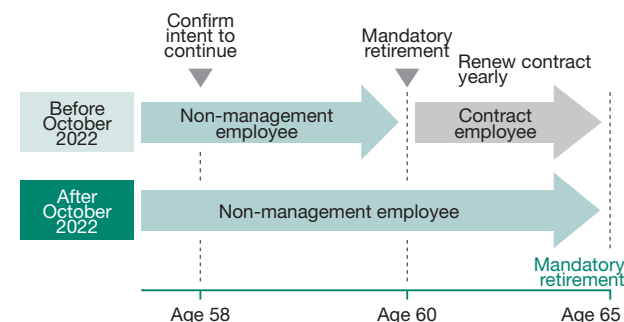 Confirm
intent to
continue
Mandatory
retirement
Renew contract
yearly
Before
October
2022
Non-management
employee
Contract
employee
After
October
2022
Non-management employee
Mandatory
retirement
Age 58
Age 60
Age 65